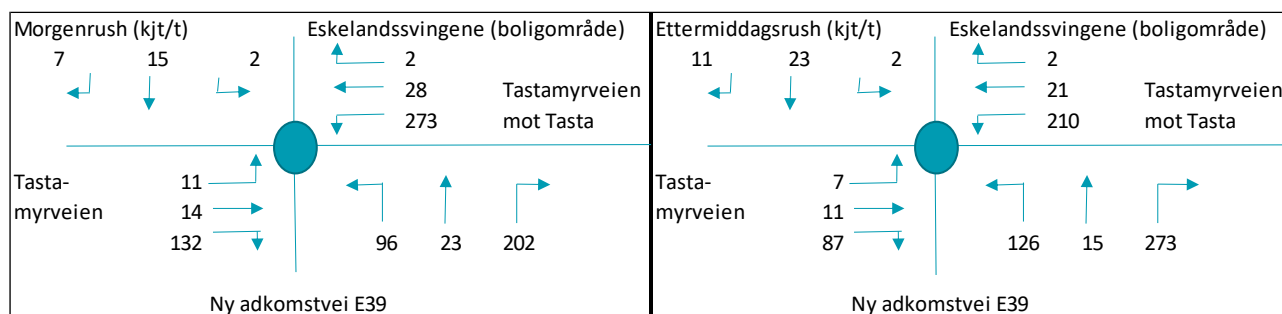 Morgenrush (kjt/t)
Eskelandssvingene (boligområde)
7 15 2
2
28 Tastamyrveien
273 mot Tasta
Tasta-
myrveien
11
14
132
96 23 202
Ny adkomstvei E39
Ettermiddagsrush (kjt/t)
Eskelandssvingene (boligområde)
11 23 2
2
21 Tastamyrveien
210 mot Tasta
Tasta-
myrveien
7
11
87
126 15 273
Ny adkomstvei E39